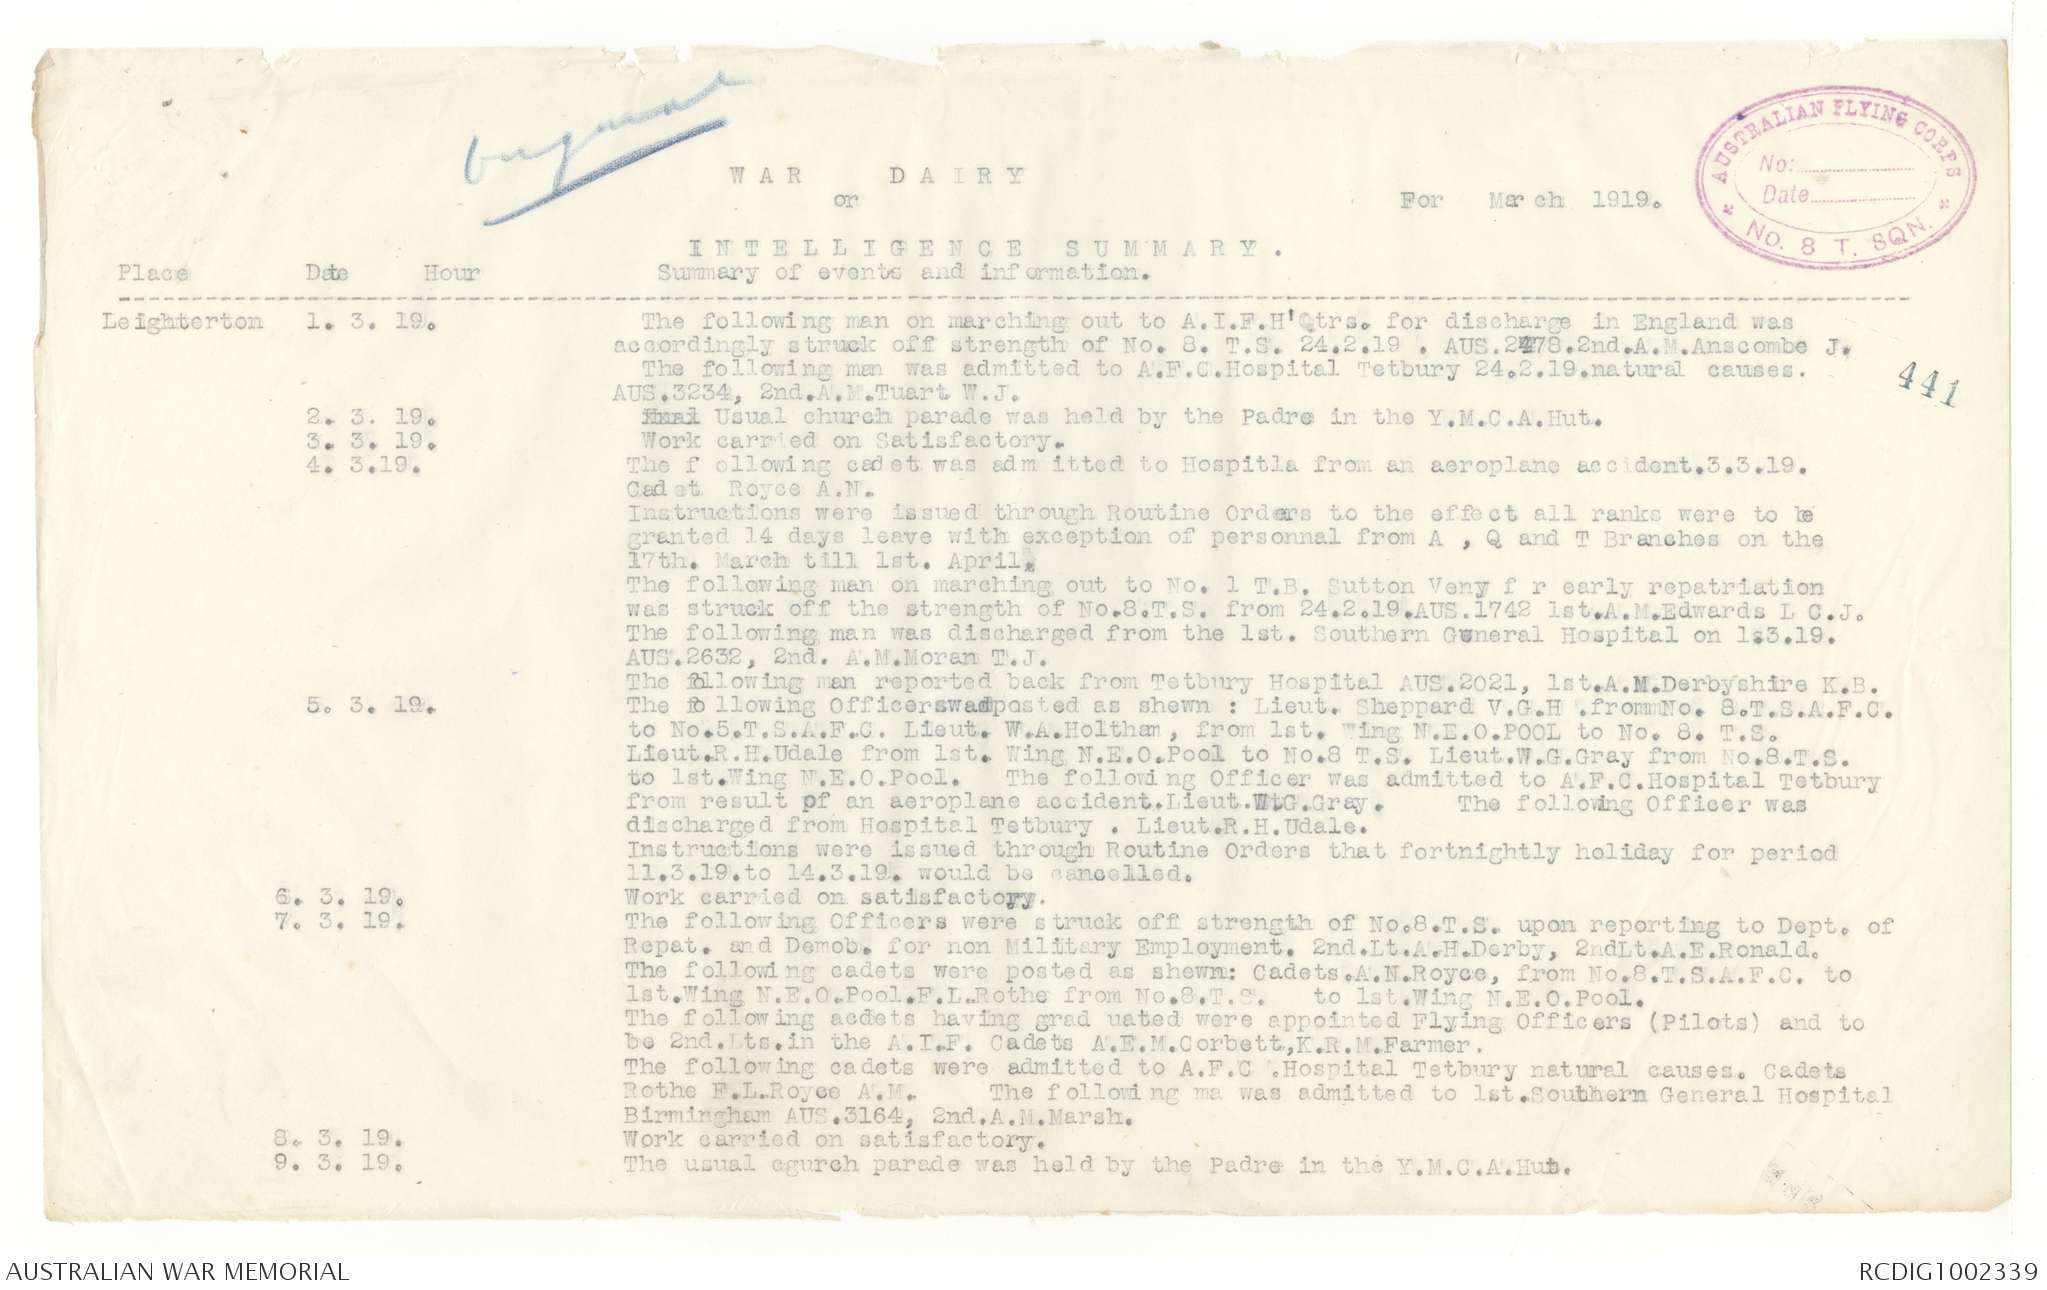 Original
AUSTRALIAN FLYING CORPS
No:
Date
NO. 8 T. SQN.
WAR DAIRY
or
For March 1919.
INTELLIGENCE SUMMARY.
Place Date Hour Summary of events and information.
Leighterton 1. 3. 19. The following man on marching out to A.I.F.H'Qtrs. for discharge in England was
accordingly struck off strength of No. 8. T.S. 24.2.19 . AUS.2478.2nd.A.M.Anscombe J.
The following man was admitted to A.F.C.Hospital Tetbury 24.2.19.natural causes.
441
AUS.3234, 2nd.A.M.Tuart W.J.
2. 3. 19. Usual church parade was held by the Padre in the Y.M.C.A.Hut.
3. 3. 19. Work carried on Satisfactory.
4. 3.19. The f ollowing cadet was adm itted to Hospitla from an aeroplane accident.3.3.19.
Cadet Royce A.N.
Instructions were issued through Routine Orders to the effect all ranks were to be
granted 14 days leave with exception of personnal from A , Q and T Branches on the
17th. March till 1st. April.
The following man on marching out to No. 1 T.B. Sutton Veny f r early repatriation
was struck off the strength of No.8.T.S. from 24.2.19.AUS.1742 1st.A.M.Edwards L C.J.
The following man was discharged from the 1st. Southern General Hospital on 1.3.19.
AUS.2632, 2nd. A.M.Moran T.J.
The following man reported back from Tetbury Hospital AUS.2021, 1st.A.M.Derbyshire K.B.
5. 3. 19. The fo llowing Officerswasposted as shewn : Lieut. Sheppard V.G.H .frommNo. 8.T.S.A.F.C.
to No.5.T.S.A.F.C. Lieut. W.A.Holtham, from 1st. Wing N.E.O.POOL to No. 8. T.S.
Lieut.R.H.Udale from 1st. Wing N.E.O.Pool to No.8 T.S. Lieut.W.G.Gray from No.8.T.S.
to 1st.Wing N.E.O.Pool. The following Officer was admitted to A.F.C.Hospital Tetbury
from result of an aeroplane accident.Lieut.W.G.Gray. The following Officer was
discharged from Hospital Tetbury . Lieut.R.H.Udale.
Instructions were issued through Routine Orders that fortnightly holiday for period
11.3.19.to 14.3.19. would be cancelled.
6. 3. 19. Work carried on satisfactory.
7. 3. 19. The following Officers were struck off strength of No.8.T.S. upon reporting to Dept. of
Repat. and Demob. for non Military Employment. 2nd.Lt.A.H.Derby, 2ndLt.A.E.Ronald.
The following cadets were posted as shewn: Cadets.A.N.Royce, from No.8.T.S.A.F.C. to
1st.Wing N.E.O.Pool.F.L.Rothe from No.8.T.S. to 1st.Wing N.E.O.Pool.
The following acdets having grad uated were appointed Flying Officers (Pilots) and to
be 2nd.Lts.in the A.I.F. Cadets A.E.M.Corbett,K.R.M.Farmer.
The following cadets were admitted to A.F.C .Hospital Tetbury natural causes. Cadets
Rothe F.L.Royce A.M. The following ma was admitted to 1st.Southern General Hospital
Birmingham AUS.3164, 2nd.A.M.Marsh.
8. 3. 19. Work carried on satisfactory.
9. 3. 19. The usual cgurch parade was held by the Padre in the Y.M.C.A.Hut.
AUSTRALIAN WAR MEMORIAL RCDIG1002339